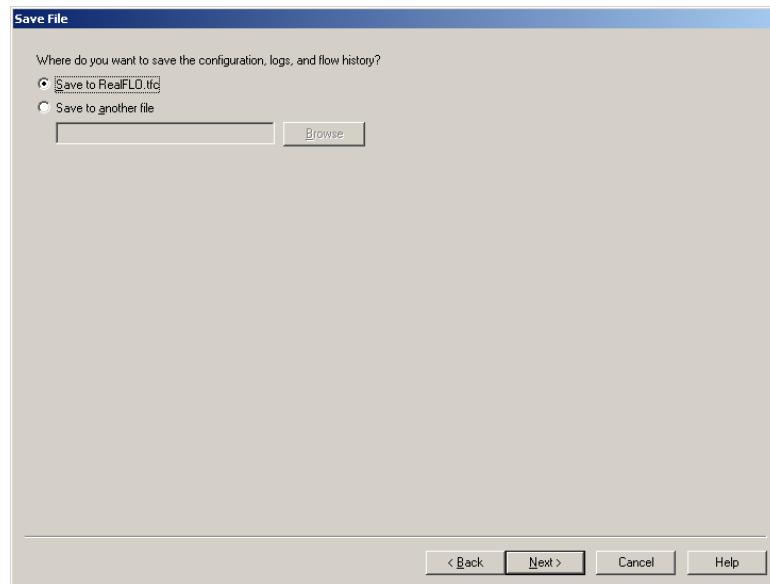 Save File
Where do you want to save the configuration, logs, and flow history?
Save to RealFLO.tfc
Save to another file
Browse
< Back Next > Cancel Help